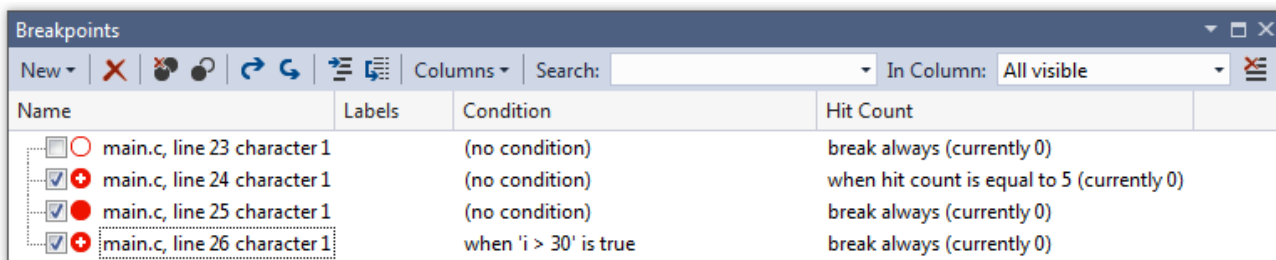 Breakpoints
New Columns Search: In Column: All visible
Name Labels Condition Hit Count
main.c, line 23 character 1 (no condition) break always (currently 0)
main.c, line 24 character 1 (no condition) when hit count is equal to 5 (currently 0)
main.c, line 25 character 1 (no condition) break always (currently 0)
main.c, line 26 character 1 when 'i > 30' is true break always (currently 0)